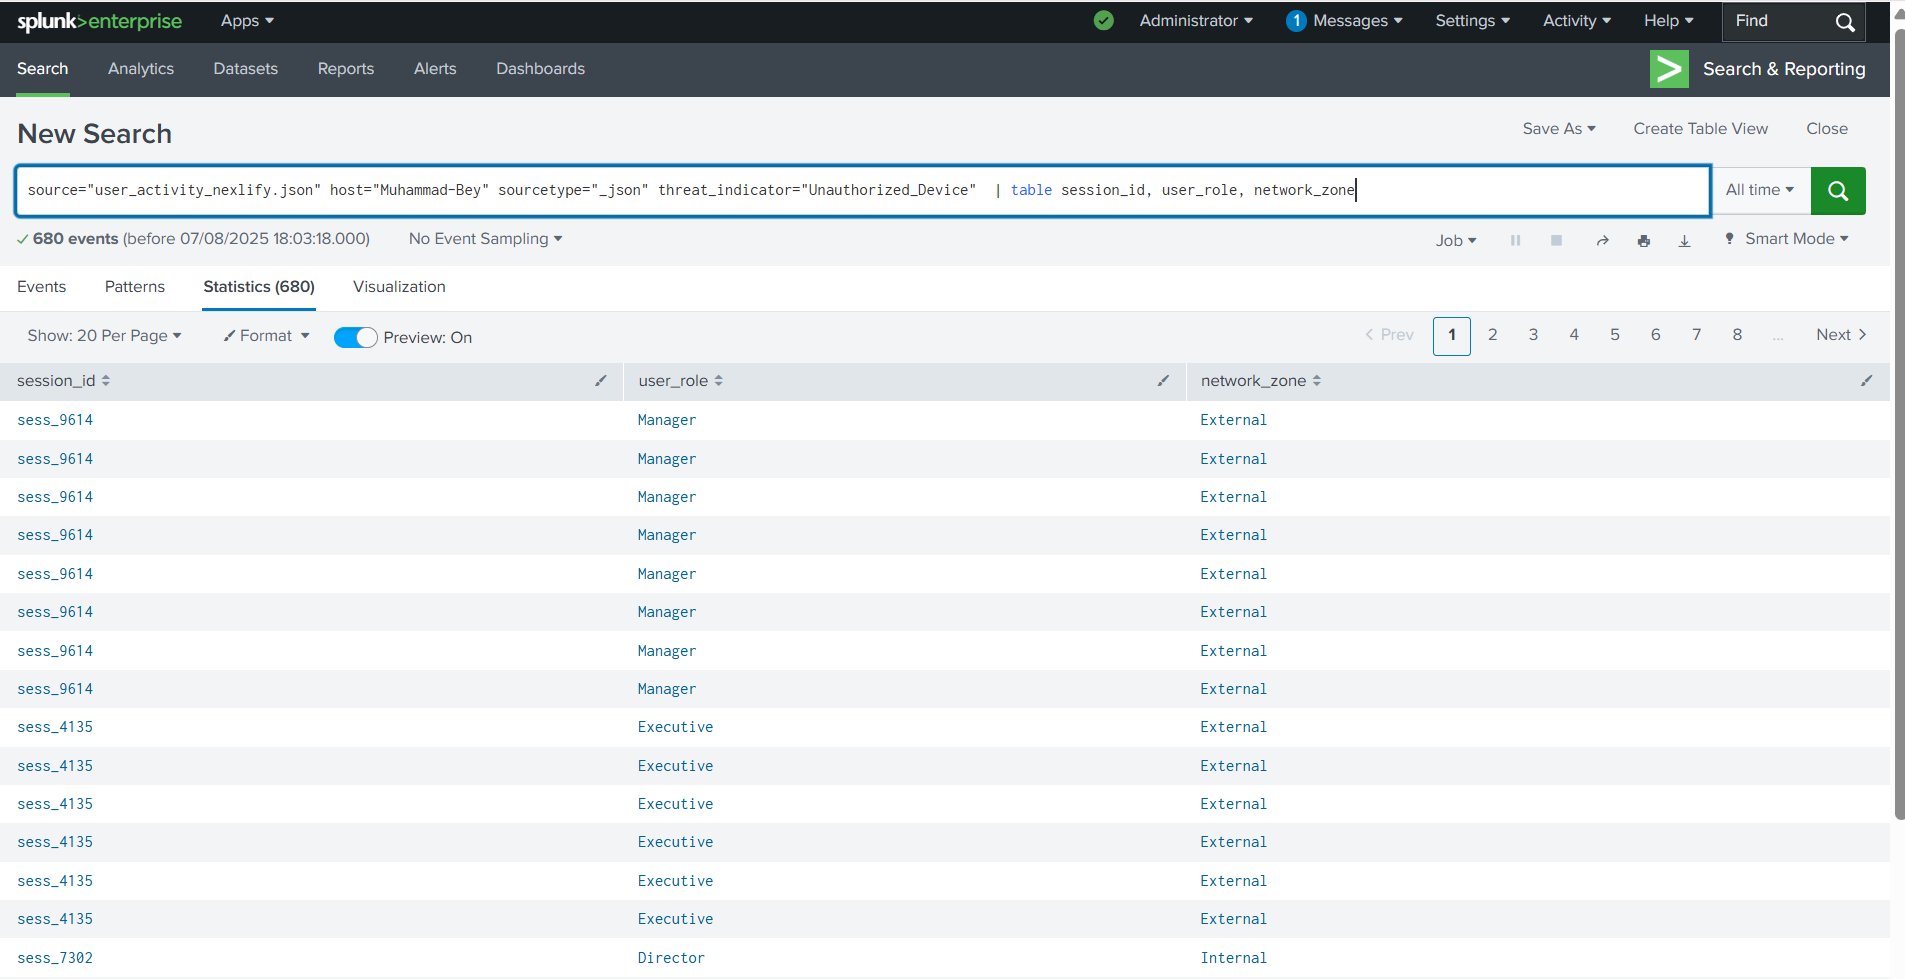 splunk>enterprise Apps Administrator 1 Messages Settings Activity Help Find
Search Analytics Datasets Reports Alerts Dashboards Search & Reporting
New Search Save As Create Table View Close
source="user_activity_nexlify.json" host="Muhammad-Bey" sourcetype="_json" threat_indicator="Unauthorized_Device" | table session_id, user_role, network_zone All time
680 events (before 07/08/2025 18:03:18.000) No Event Sampling Job Smart Mode
Events Patterns Statistics (680) Visualization
Show: 20 Per Page Format Preview: On Prev 1 2 3 4 5 6 7 8 ... Next
session_id user_role network_zone
sess_9614 Manager External
sess_9614 Manager External
sess_9614 Manager External
sess_9614 Manager External
sess_9614 Manager External
sess_9614 Manager External
sess_9614 Manager External
sess_9614 Manager External
sess_4135 Executive External
sess_4135 Executive External
sess_4135 Executive External
sess_4135 Executive External
sess_4135 Executive External
sess_4135 Executive External
sess_7302 Director Internal